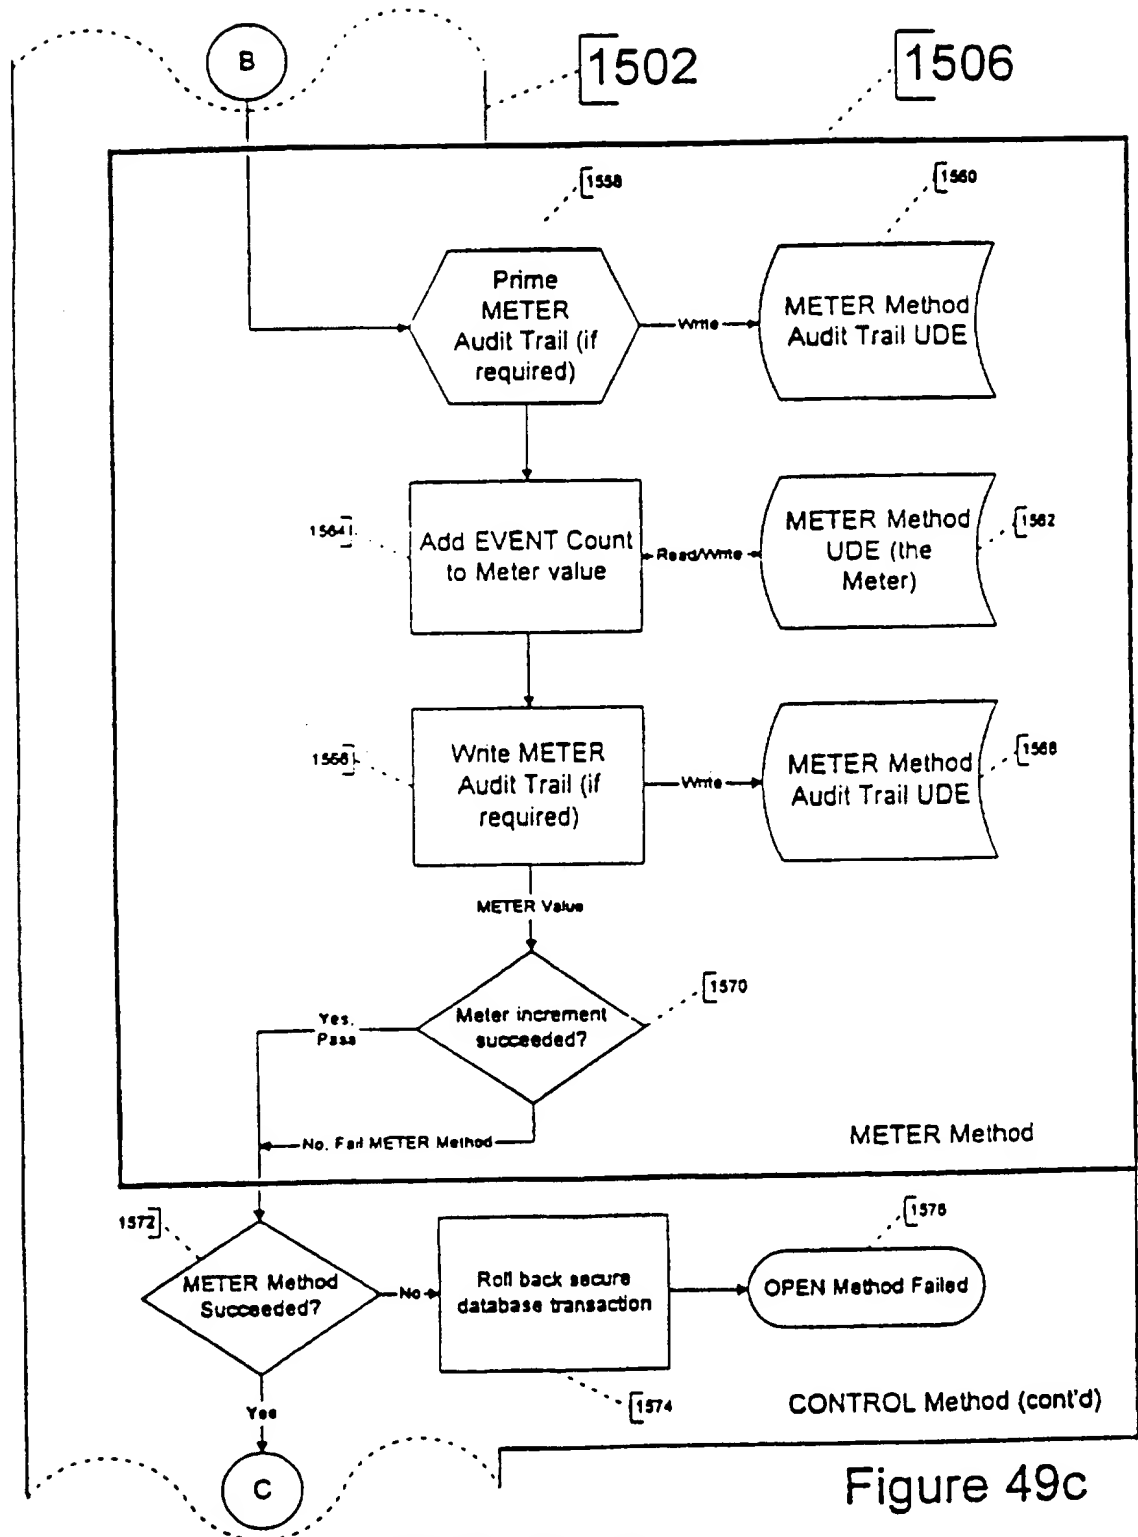 B
1502
1506
1558
1560
Prime
METER
Audit Trail (if
required)
Write
METER Method
Audit Trail UDE
1564
Add EVENT Count
to Meter value
Read/Write
METER Method
UDE (the
Meter)
1562
1566
Write METER
Audit Trail (if
required)
Write
METER Method
Audit Trail UDE
1568
METER Value
Meter increment
succeeded?
1570
Yes,
Pass
No, Fail METER Method
METER Method
1572
METER Method
Succeeded?
No
Roll back secure
database transaction
1576
OPEN Method Failed
1574
Yes
CONTROL Method (cont'd)
C
Figure 49c